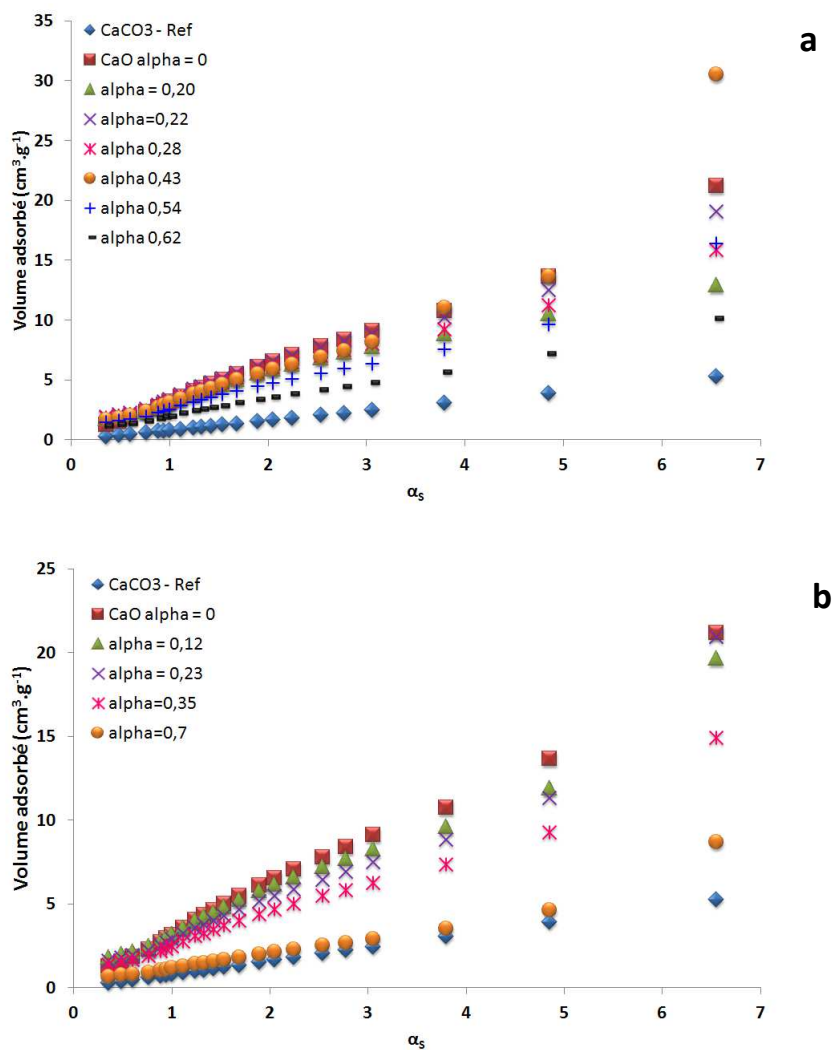 a
Volume adsorbé (cm³.g⁻¹)
35
30
25
20
15
10
5
0
CaCO3 - Ref
CaO alpha = 0
alpha = 0,20
alpha=0,22
alpha 0,28
alpha 0,43
alpha 0,54
alpha 0,62
0 1 2 3 4 5 6 7
αs
b
Volume adsorbé (cm³.g⁻¹)
25
20
15
10
5
0
CaCO3 - Ref
CaO alpha = 0
alpha = 0,12
alpha = 0,23
alpha=0,35
alpha=0,7
0 1 2 3 4 5 6 7
αs